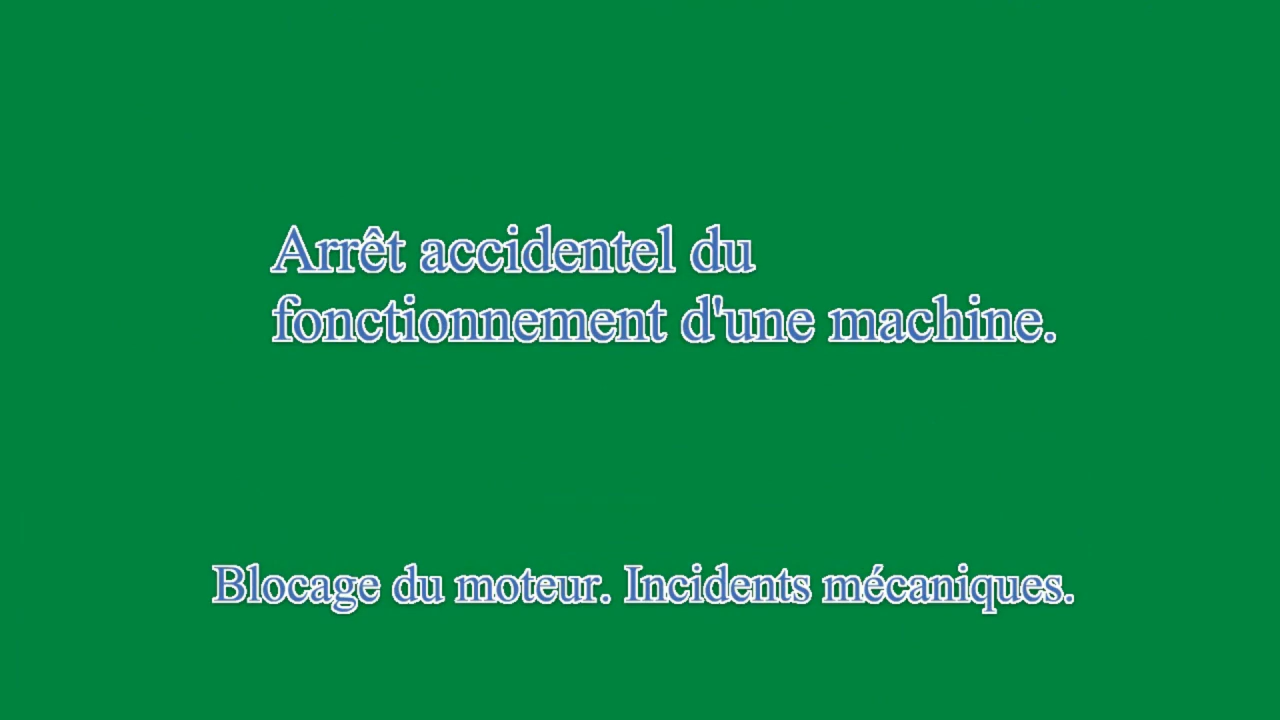 Arrêt accidentel du
fonctionnement d'une machine.
Blocage du moteur. Incidents mécaniques.